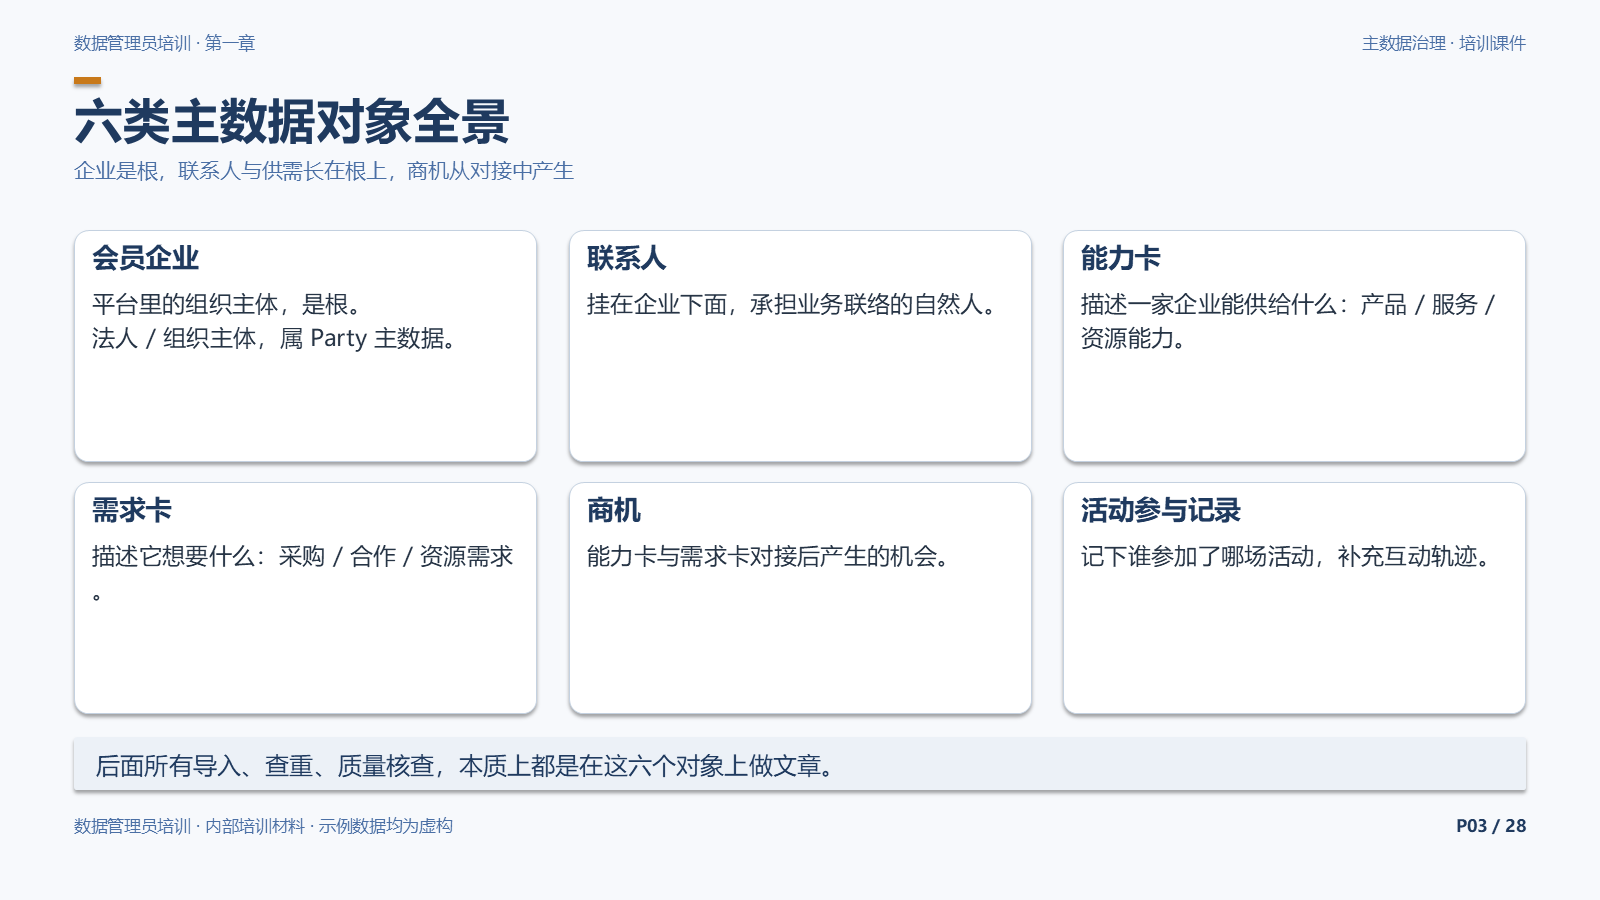 数据管理员培训 · 第一章
主数据治理 · 培训课件
六类主数据对象全景
企业是根，联系人与供需长在根上，商机从对接中产生
会员企业
平台里的组织主体，是根。
法人 / 组织主体，属 Party 主数据。
联系人
挂在企业下面，承担业务联络的自然人。
能力卡
描述一家企业能供给什么：产品 / 服务 /
资源能力。
需求卡
描述它想要什么：采购 / 合作 / 资源需求
。
商机
能力卡与需求卡对接后产生的机会。
活动参与记录
记下谁参加了哪场活动，补充互动轨迹。
后面所有导入、查重、质量核查，本质上都是在这六个对象上做文章。
数据管理员培训 · 内部培训材料 · 示例数据均为虚构
P03 / 28